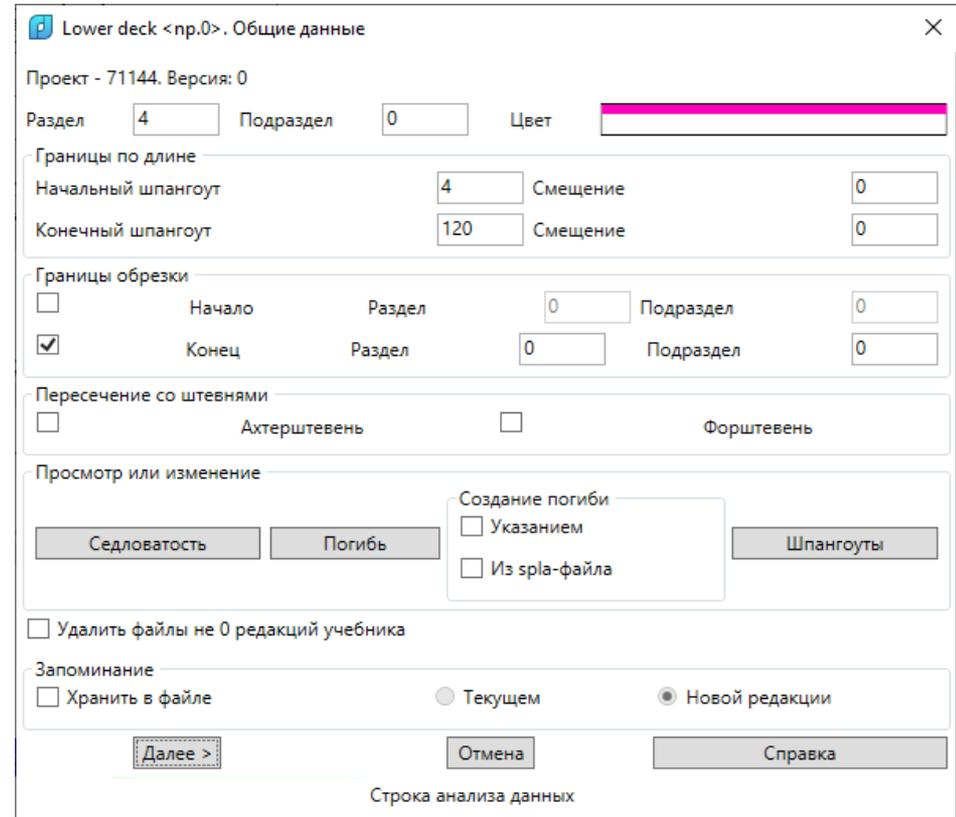 Lower deck <пр.0>. Общие данные
Проект - 71144. Версия: 0
Раздел 4 Подраздел 0 Цвет
Границы по длине
Начальный шпангоут 4 Смещение 0
Конечный шпангоут 120 Смещение 0
Границы обрезки
Начало Раздел 0 Подраздел 0
Конец Раздел 0 Подраздел 0
Пересечение со штевнями
Ахтерштевень Форштевень
Просмотр или изменение
Создание погиби
Указанием
Седловатость Погибь Шпангоуты
Из spla-файла
Удалить файлы не 0 редакций учебника
Запоминание
Хранить в файле Текущем Новой редакции
Далее > Отмена Справка
Строка анализа данных